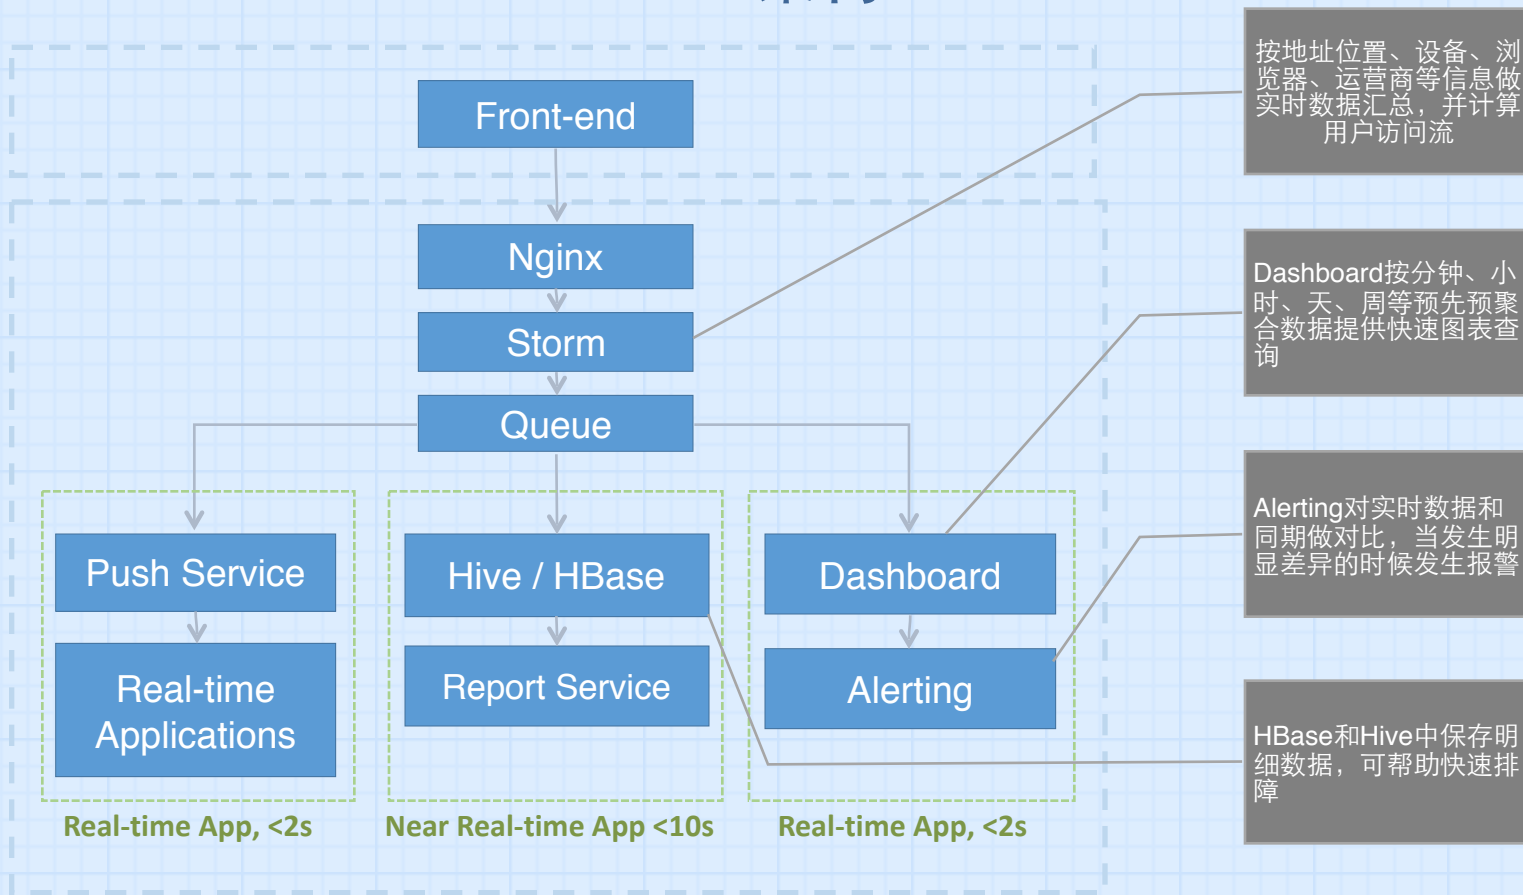 Front-end
Nginx
Storm
Queue
Push Service
Real-time
Applications
Real-time App, <2s
Hive / HBase
Report Service
Near Real-time App <10s
Dashboard
Alerting
Real-time App, <2s
按地址位置、设备、浏
览器、运营商等信息做
实时数据汇总，并计算
用户访问流
Dashboard按分钟、小
时、天、周等预先预聚
合数据提供快速图表查
询
Alerting对实时数据和
同期做对比，当发生明
显差异的时候发生报警
HBase和Hive中保存明
细数据，可帮助快速排
障